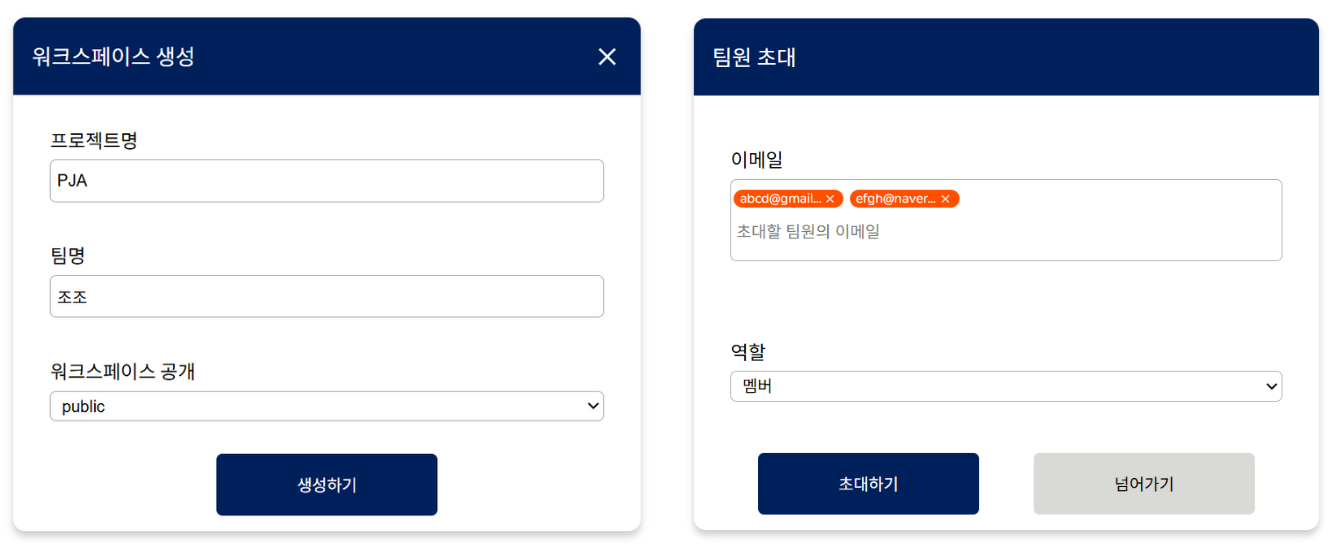 워크스페이스 생성
프로젝트명
PJA
팀명
조조
워크스페이스 공개
public
생성하기
팀원 초대
이메일
abcd@gmail... × efgh@naver... ×
초대할 팀원의 이메일
역할
멤버
초대하기 넘어가기